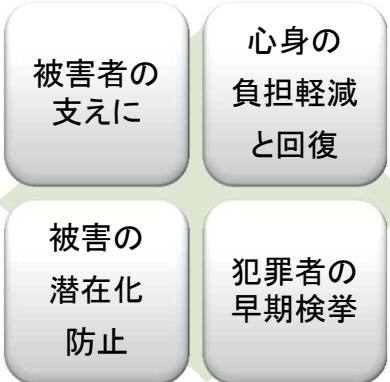 被害者の
支えに
心身の
負担軽減
と回復
被害の
潜在化
防止
犯罪者の
早期検挙